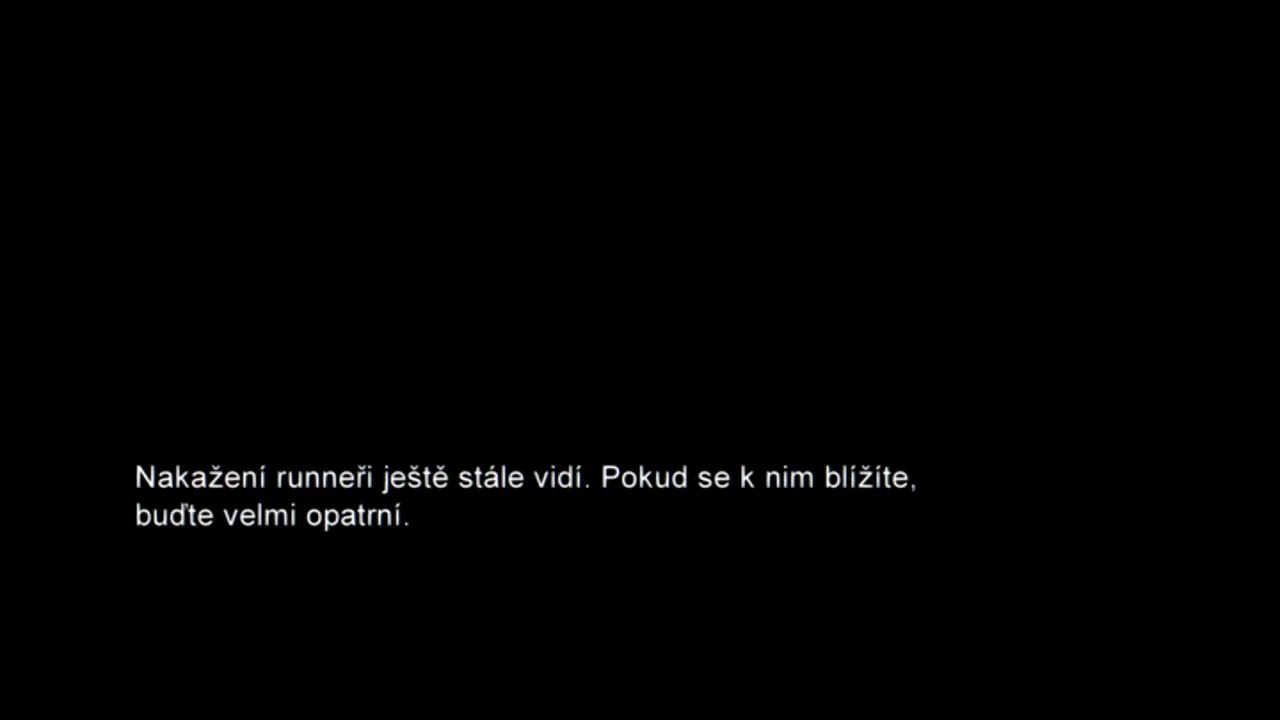 Nakažení runneři ještě stále vidí. Pokud se k nim blížíte,
buďte velmi opatrní.